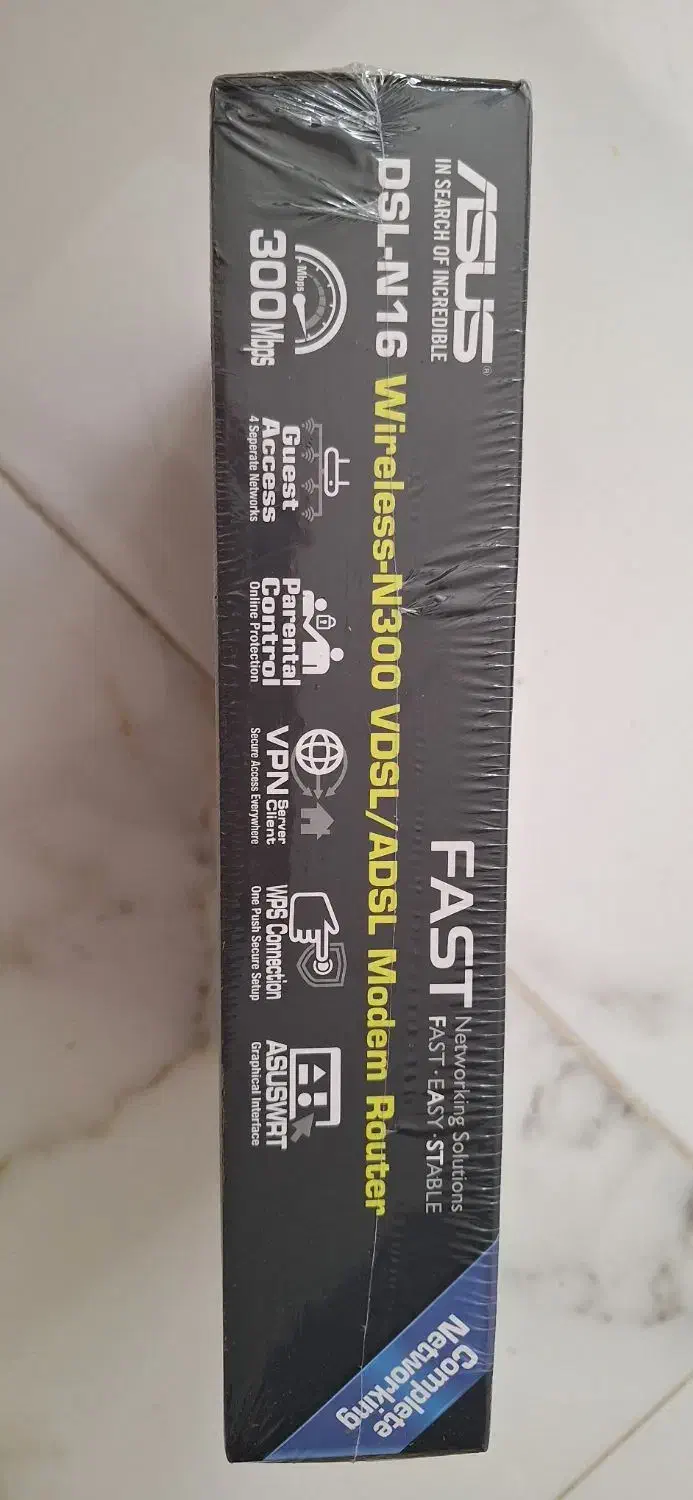 ASUS®
IN SEARCH OF INCREDIBLE
FAST Networking Solutions
FAST · EASY · STABLE
DSL-N16 Wireless-N300 VDSL/ADSL Modem Router
Mbps
300Mbps
Guest
Access
4 Seperate Networks
Parental
Control
Online Protection
VPN Server
Client
Secure Access Everywhere
WPS Connection
One Push Secure Setup
ASUSWRT
Graphical Interface
Complete
Networking